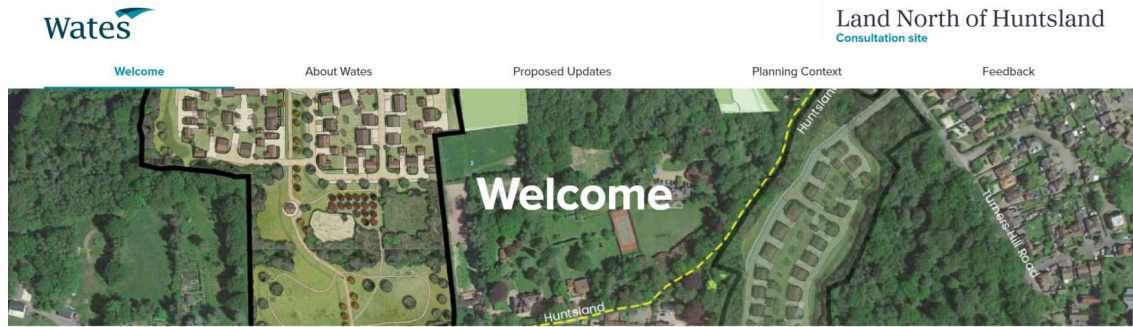 Wates
Land North of Huntsland
Consultation site
Welcome
About Wates
Proposed Updates
Planning Context
Feedback
Huntsland
Welcome
Turners Hill Road
Huntsland